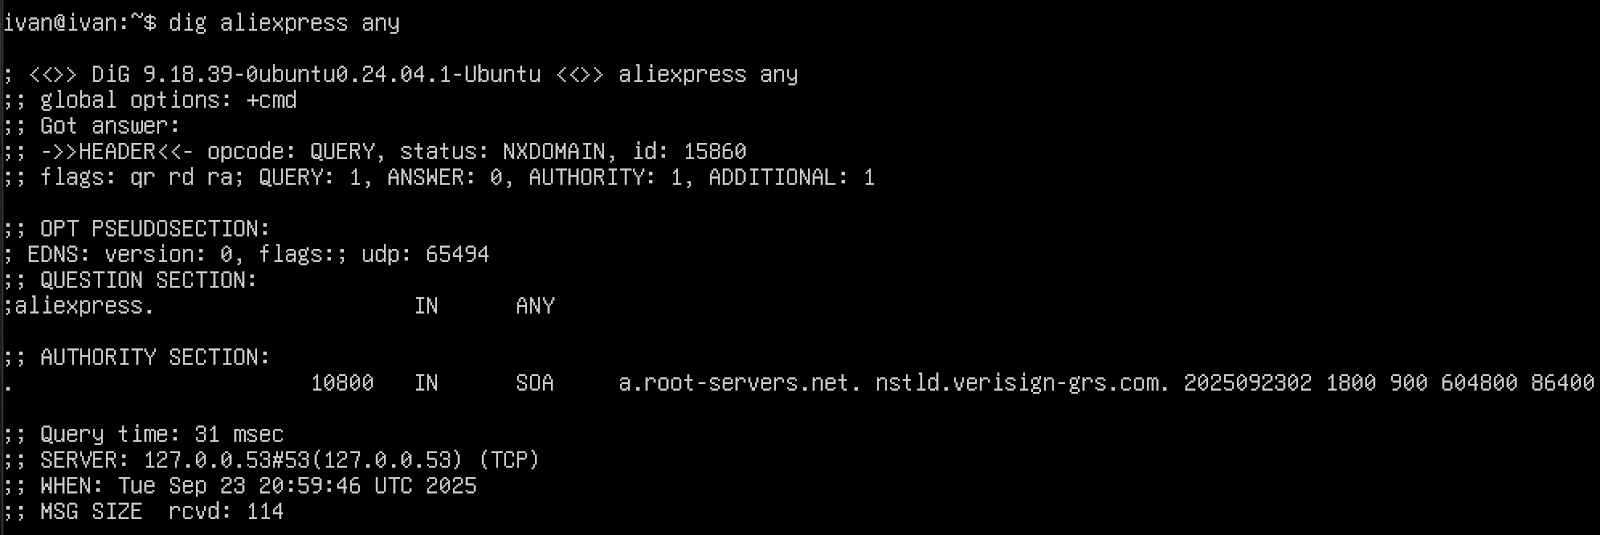 ivan@ivan:~$ dig aliexpress any
; <<>> DiG 9.18.39-0ubuntu0.24.04.1-Ubuntu <<>> aliexpress any
;; global options: +cmd
;; Got answer:
;; ->>HEADER<<- opcode: QUERY, status: NXDOMAIN, id: 15860
;; flags: qr rd ra; QUERY: 1, ANSWER: 0, AUTHORITY: 1, ADDITIONAL: 1
;; OPT PSEUDOSECTION:
; EDNS: version: 0, flags:; udp: 65494
;; QUESTION SECTION:
;aliexpress. IN ANY
;; AUTHORITY SECTION:
. 10800 IN SOA a.root-servers.net. nstld.verisign-grs.com. 2025092302 1800 900 604800 86400
;; Query time: 31 msec
;; SERVER: 127.0.0.53#53(127.0.0.53) (TCP)
;; WHEN: Tue Sep 23 20:59:46 UTC 2025
;; MSG SIZE  rcvd: 114